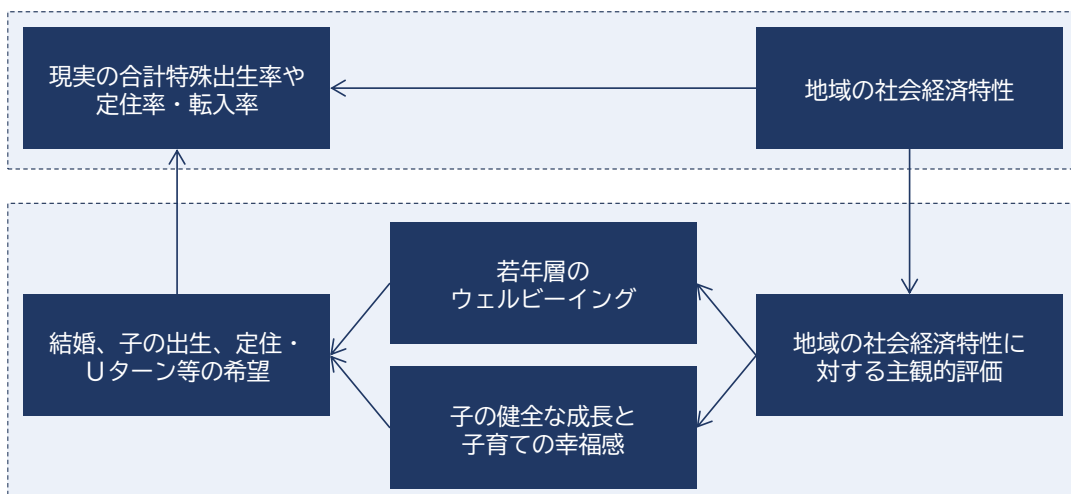 現実の合計特殊出生率や
定住率・転入率
地域の社会経済特性
若年層の
ウェルビーイング
結婚、子の出生、定住・
Uターン等の希望
地域の社会経済特性に
対する主観的評価
子の健全な成長と
子育ての幸福感